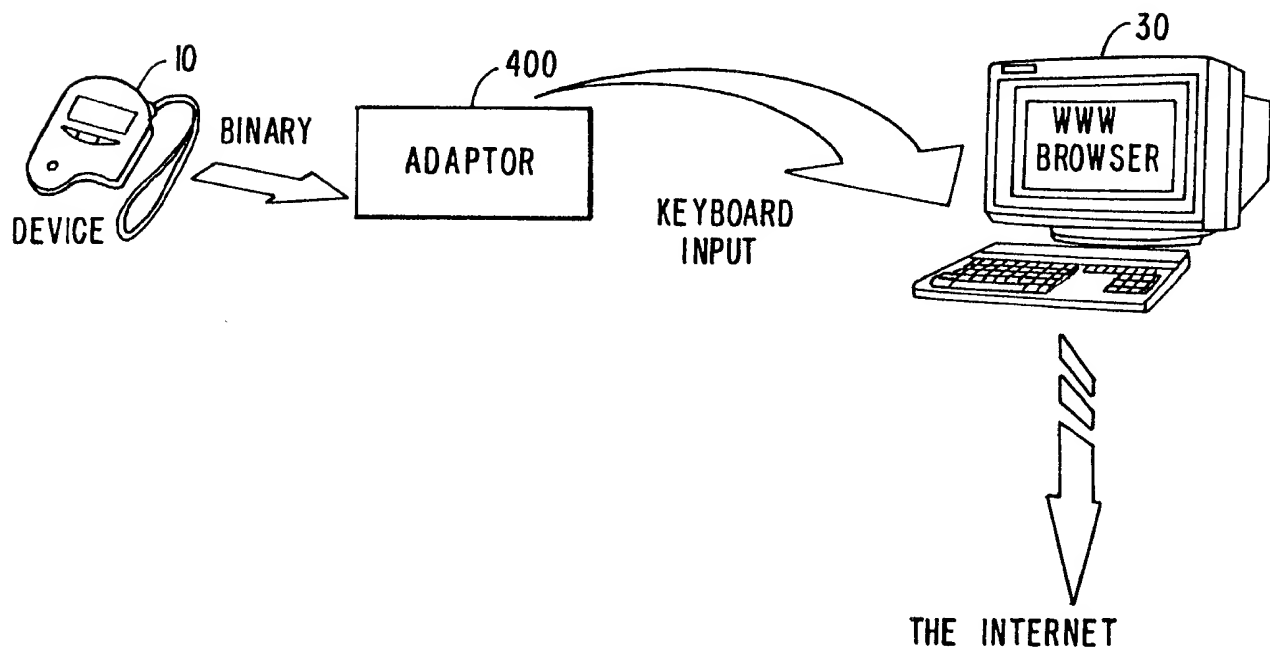 10
400
30
BINARY
ADAPTOR
WWW
BROWSER
DEVICE
KEYBOARD
INPUT
THE INTERNET